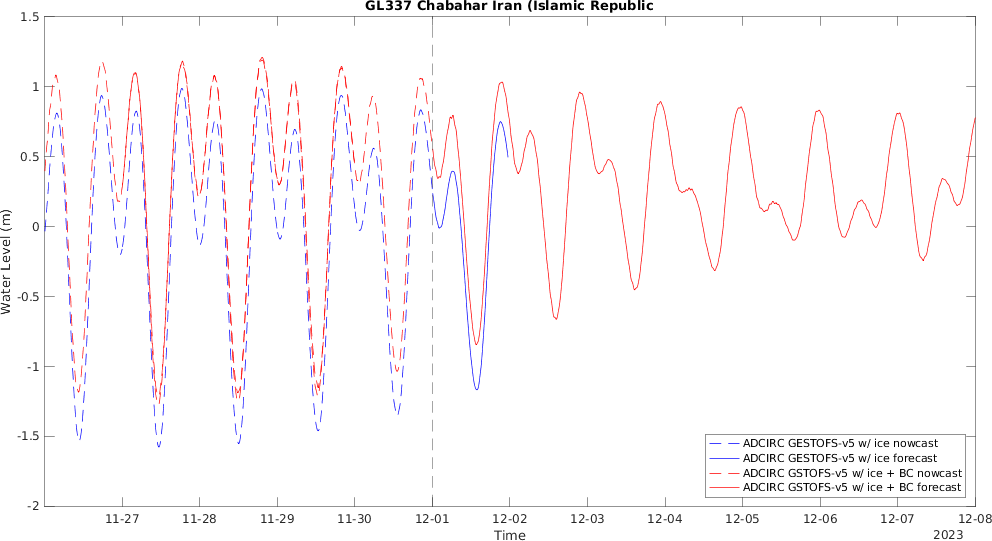 GL337 Chabahar Iran (Islamic Republic
1.5
1
0.5
0
-0.5
-1
-1.5
-2
Water Level (m)
11-27 11-28 11-29 11-30 12-01 12-02 12-03 12-04 12-05 12-06 12-07 12-08
Time
2023
ADCIRC GESTOFS-v5 w/ ice nowcast
ADCIRC GESTOFS-v5 w/ ice forecast
ADCIRC GSTOFS-v5 w/ ice + BC nowcast
ADCIRC GSTOFS-v5 w/ ice + BC forecast